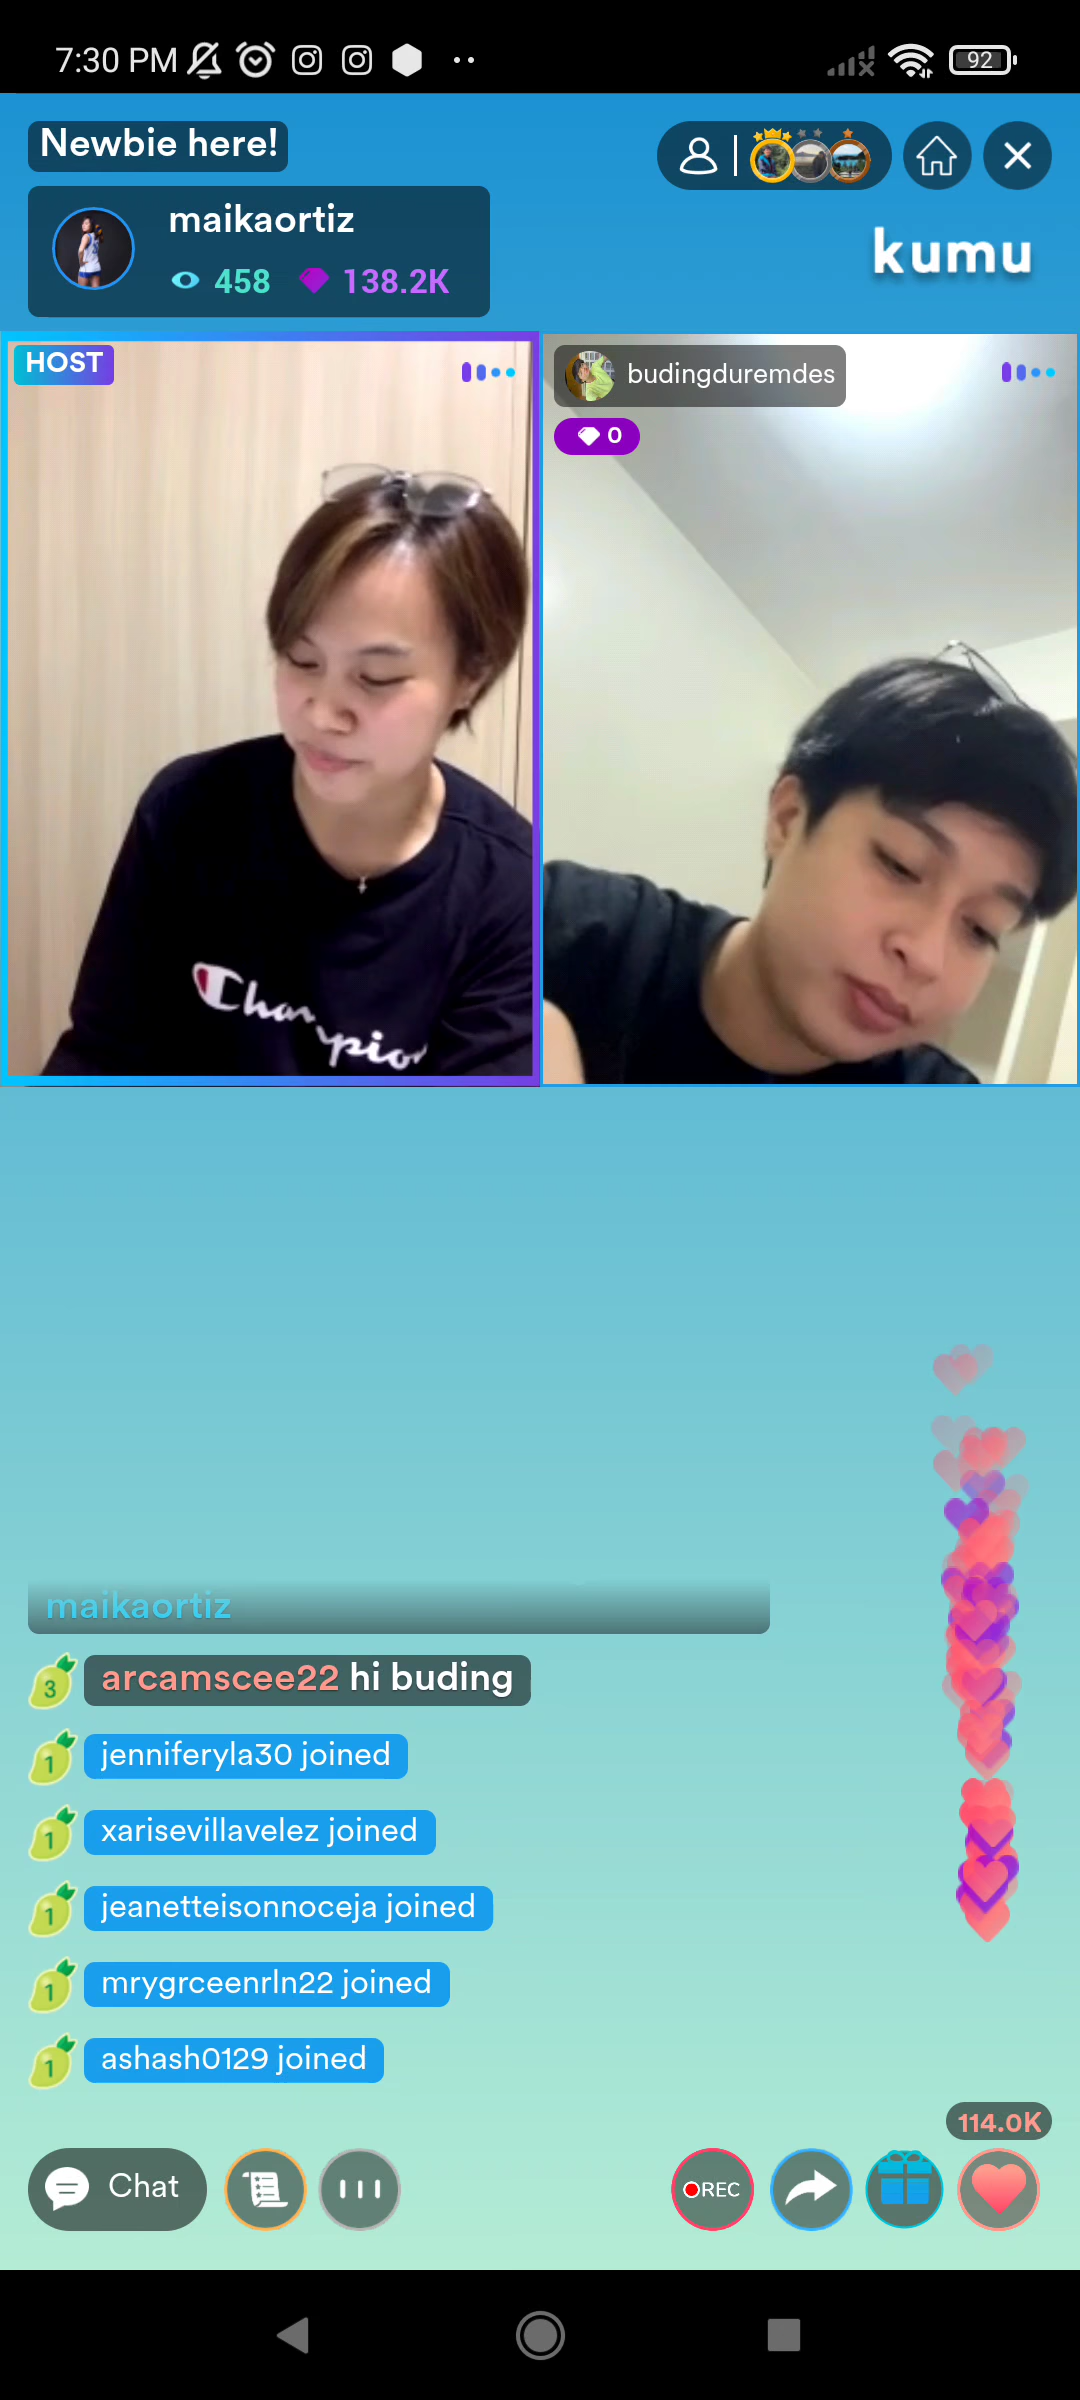 7:30 PM
92
Newbie here!
maikaortiz
458 138.2K
kumu
HOST
budingduremdes
0
Champion
maikaortiz
3 arcamscee22 hi buding
1 jenniferyla30 joined
1 xarisevillavelez joined
1 jeanetteisonnoceja joined
1 mrygrceenrln22 joined
1 ashash0129 joined
114.0K
Chat
REC